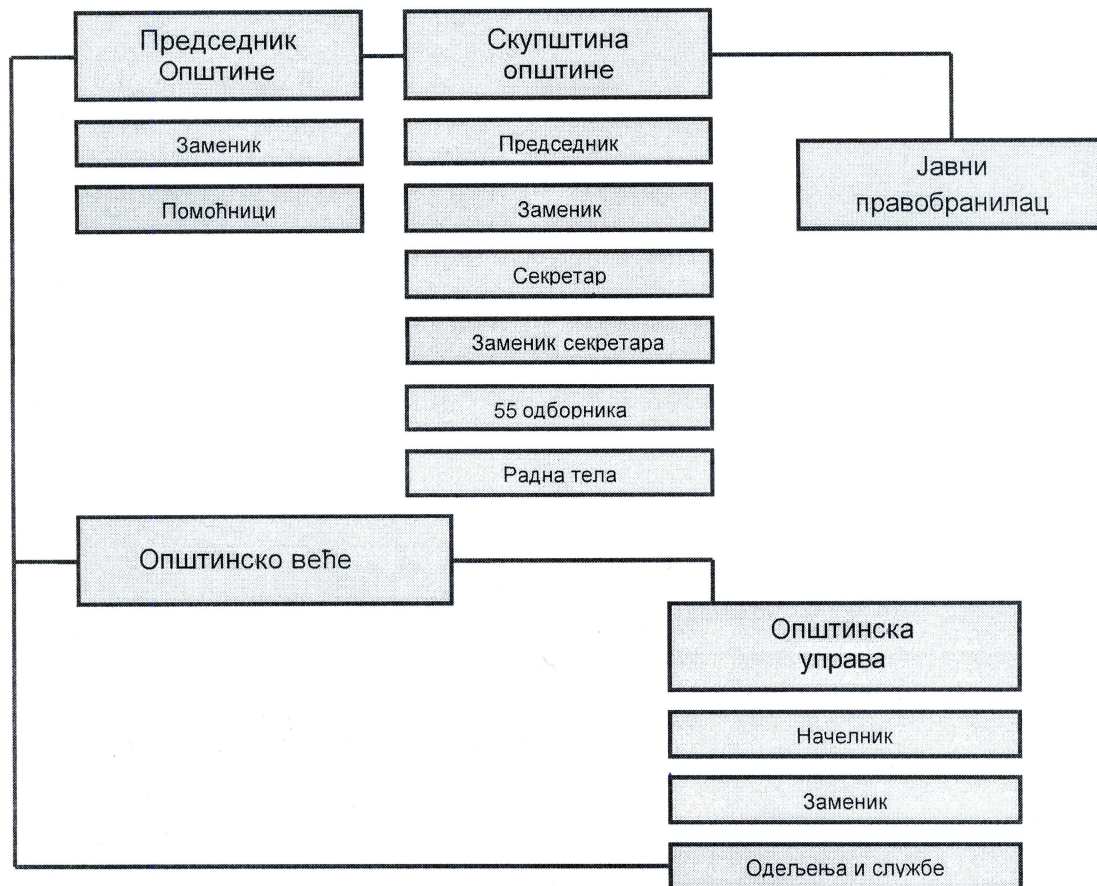 Председник
Општине
Заменик
Помоћници
Скупштина
општине
Председник
Заменик
Секретар
Заменик секретара
55 одборника
Радна тела
Јавни
правобранилац
Општинско веће
Општинска
управа
Начелник
Заменик
Одељења и службе